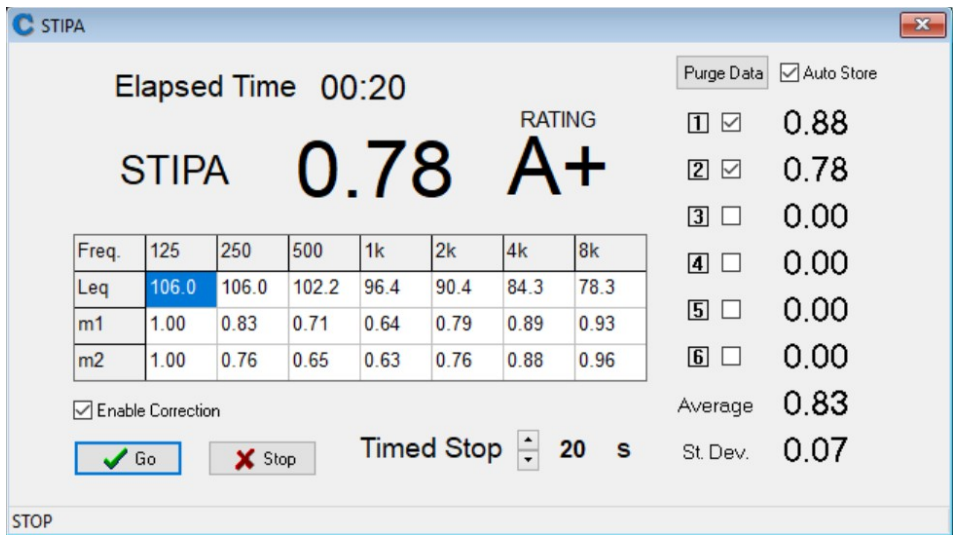 STIPA
Elapsed Time 00:20
RATING
STIPA 0.78 A+
Freq. 125 250 500 1k 2k 4k 8k
Leq 106.0 106.0 102.2 96.4 90.4 84.3 78.3
m1 1.00 0.83 0.71 0.64 0.79 0.89 0.93
m2 1.00 0.76 0.65 0.63 0.76 0.88 0.96
Enable Correction
Go Stop Timed Stop 20 s
Purge Data Auto Store
1 0.88
2 0.78
3 0.00
4 0.00
5 0.00
6 0.00
Average 0.83
St. Dev. 0.07
STOP